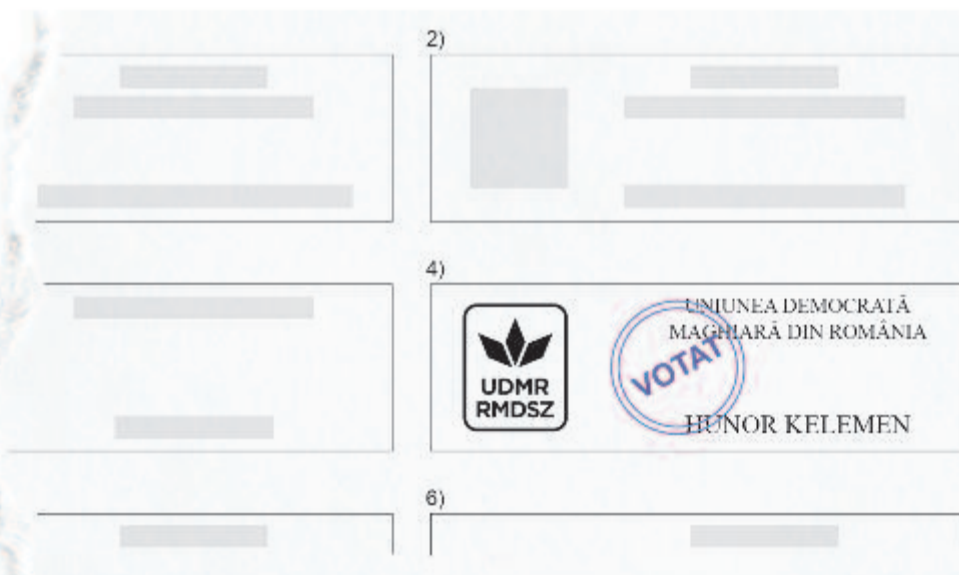 2)
4)
UDMR
RMDSZ
VOTAT
UNIUNEA DEMOCRATĂ
MAGHIARĂ DIN ROMÂNIA
HUNOR KELEMEN
6)